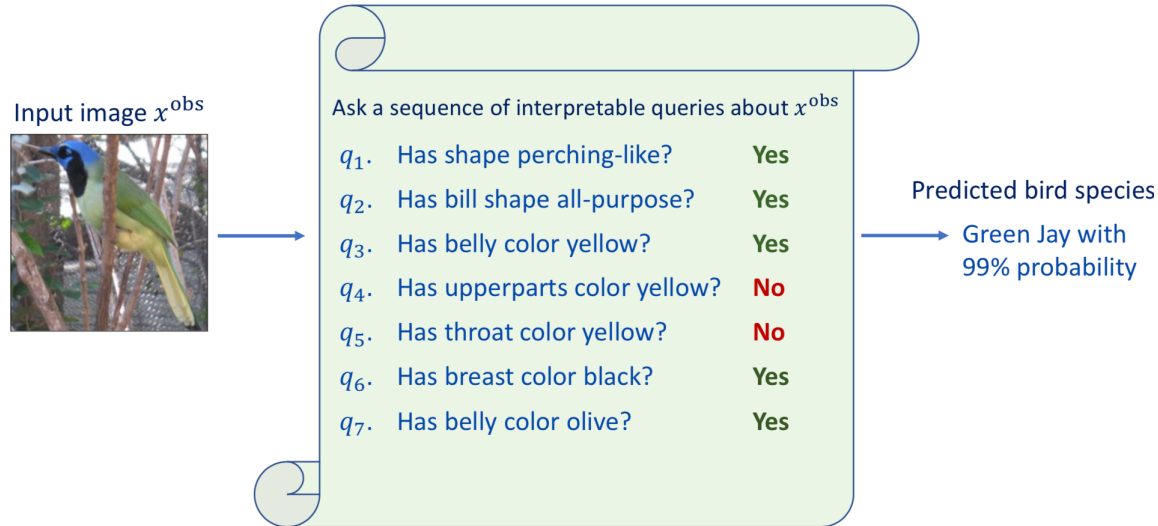 Input image x^obs
Ask a sequence of interpretable queries about x^obs
q₁. Has shape perching-like? Yes
q₂. Has bill shape all-purpose? Yes
q₃. Has belly color yellow? Yes
q₄. Has upperparts color yellow? No
q₅. Has throat color yellow? No
q₆. Has breast color black? Yes
q₇. Has belly color olive? Yes
Predicted bird species
Green Jay with
99% probability